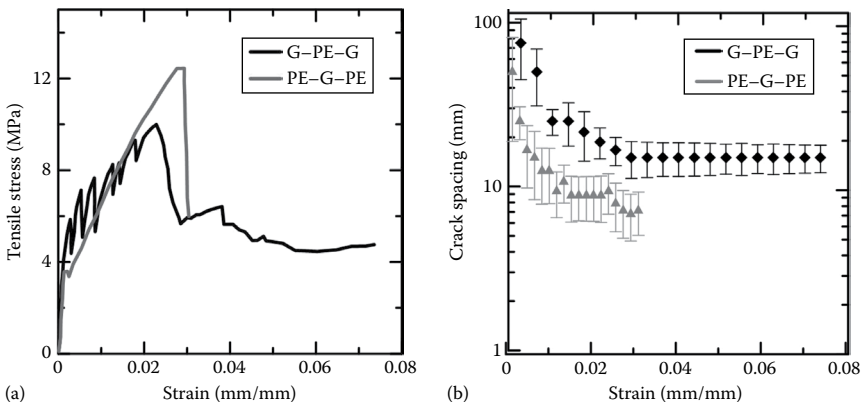 G–PE–G
PE–G–PE
12
8
4
0
Tensile stress (MPa)
0
0.02
0.04
0.06
0.08
Strain (mm/mm)
(a)
G–PE–G
PE–G–PE
100
10
1
Crack spacing (mm)
0
0.02
0.04
0.06
0.08
Strain (mm/mm)
(b)